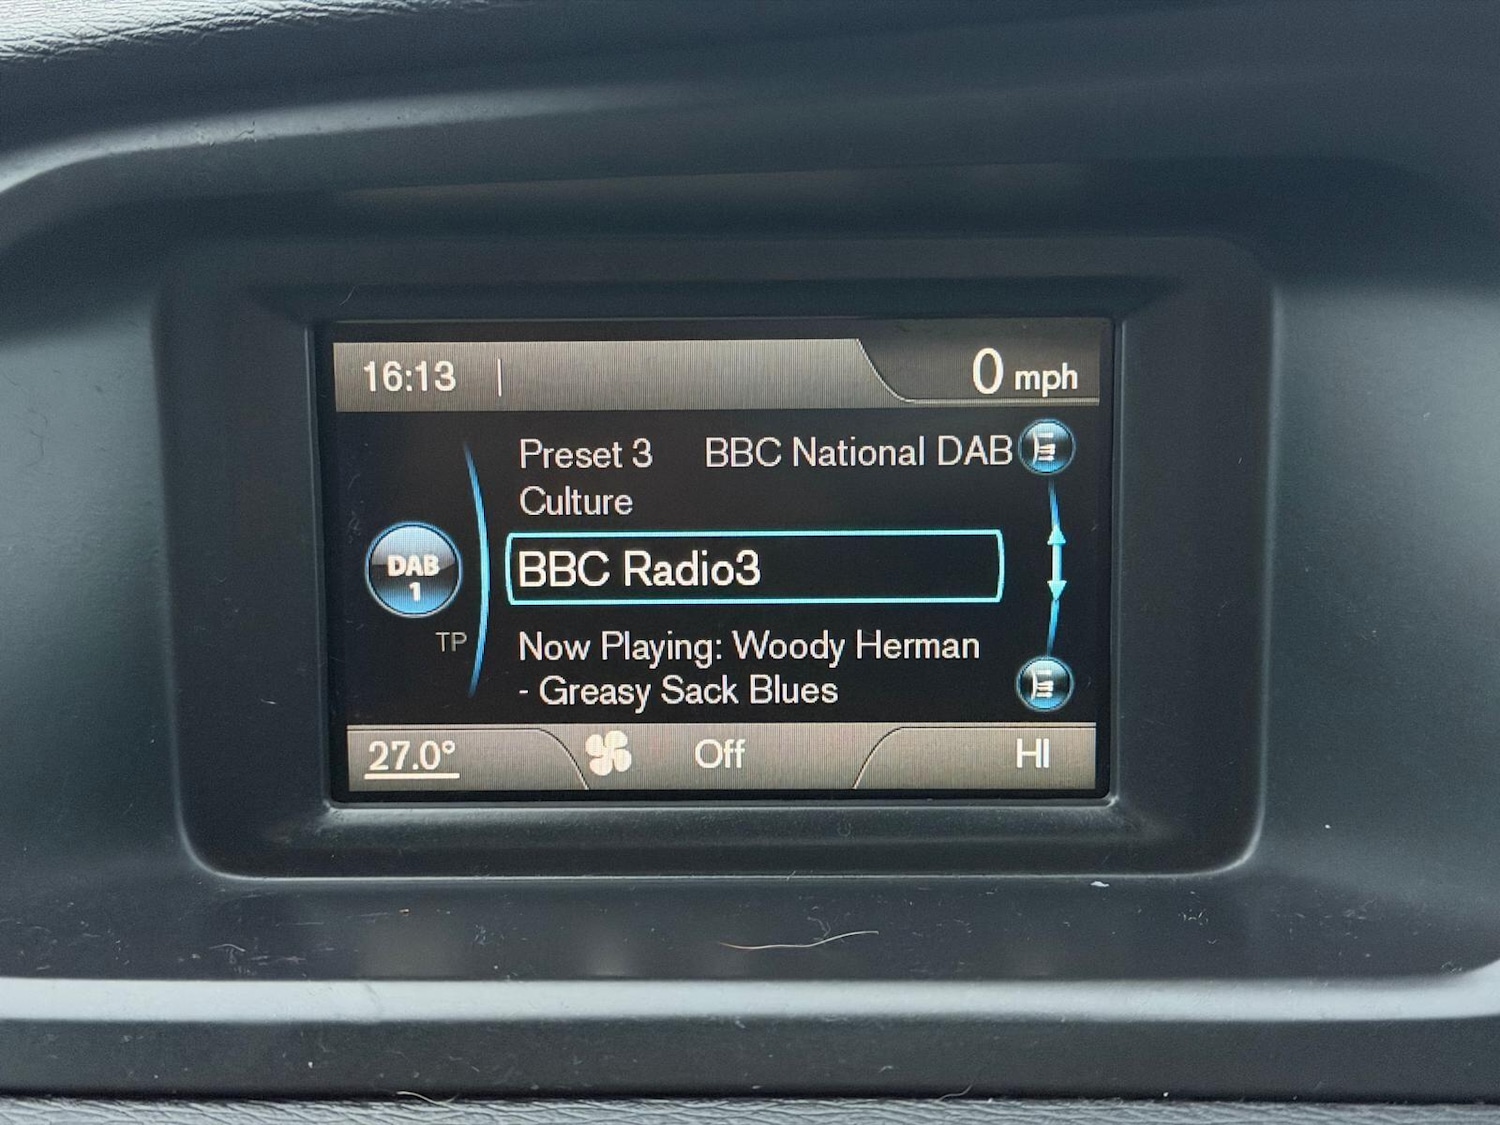 16:13
0 mph
Preset 3 BBC National DAB
Culture
DAB
1
BBC Radio3
TP
Now Playing: Woody Herman
- Greasy Sack Blues
27.0° Off HI